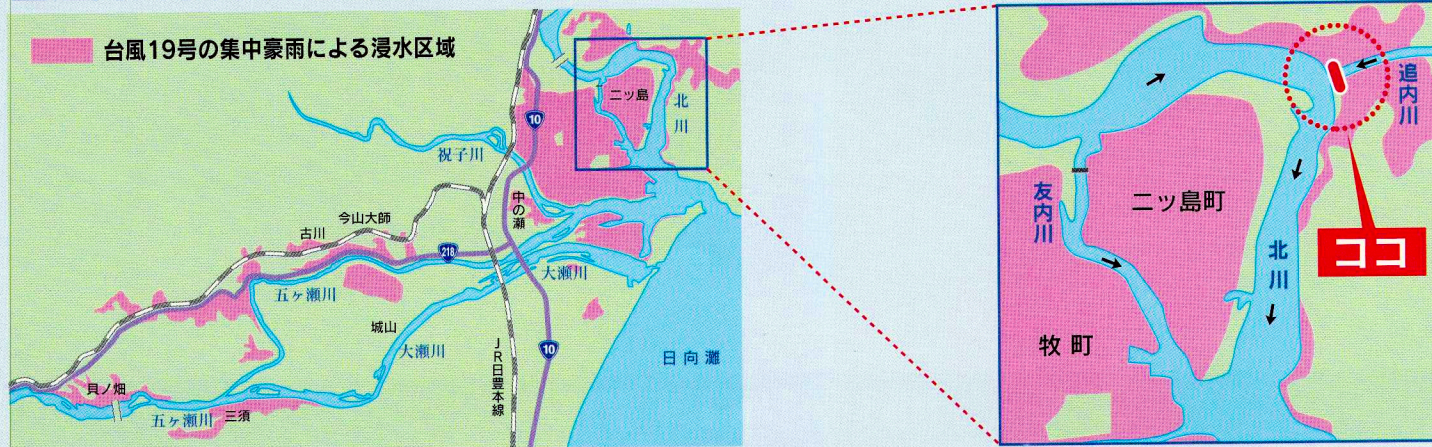 台風19号の集中豪雨による浸水区域
二ッ島
北川
10
祝子川
中の瀬
今山大師
古川
218
大瀬川
五ヶ瀬川
城山
大瀬川
10
JR日豊本線
日向灘
貝ノ畑
五ヶ瀬川
三須
追内川
友内川
二ッ島町
北川
ココ
牧町